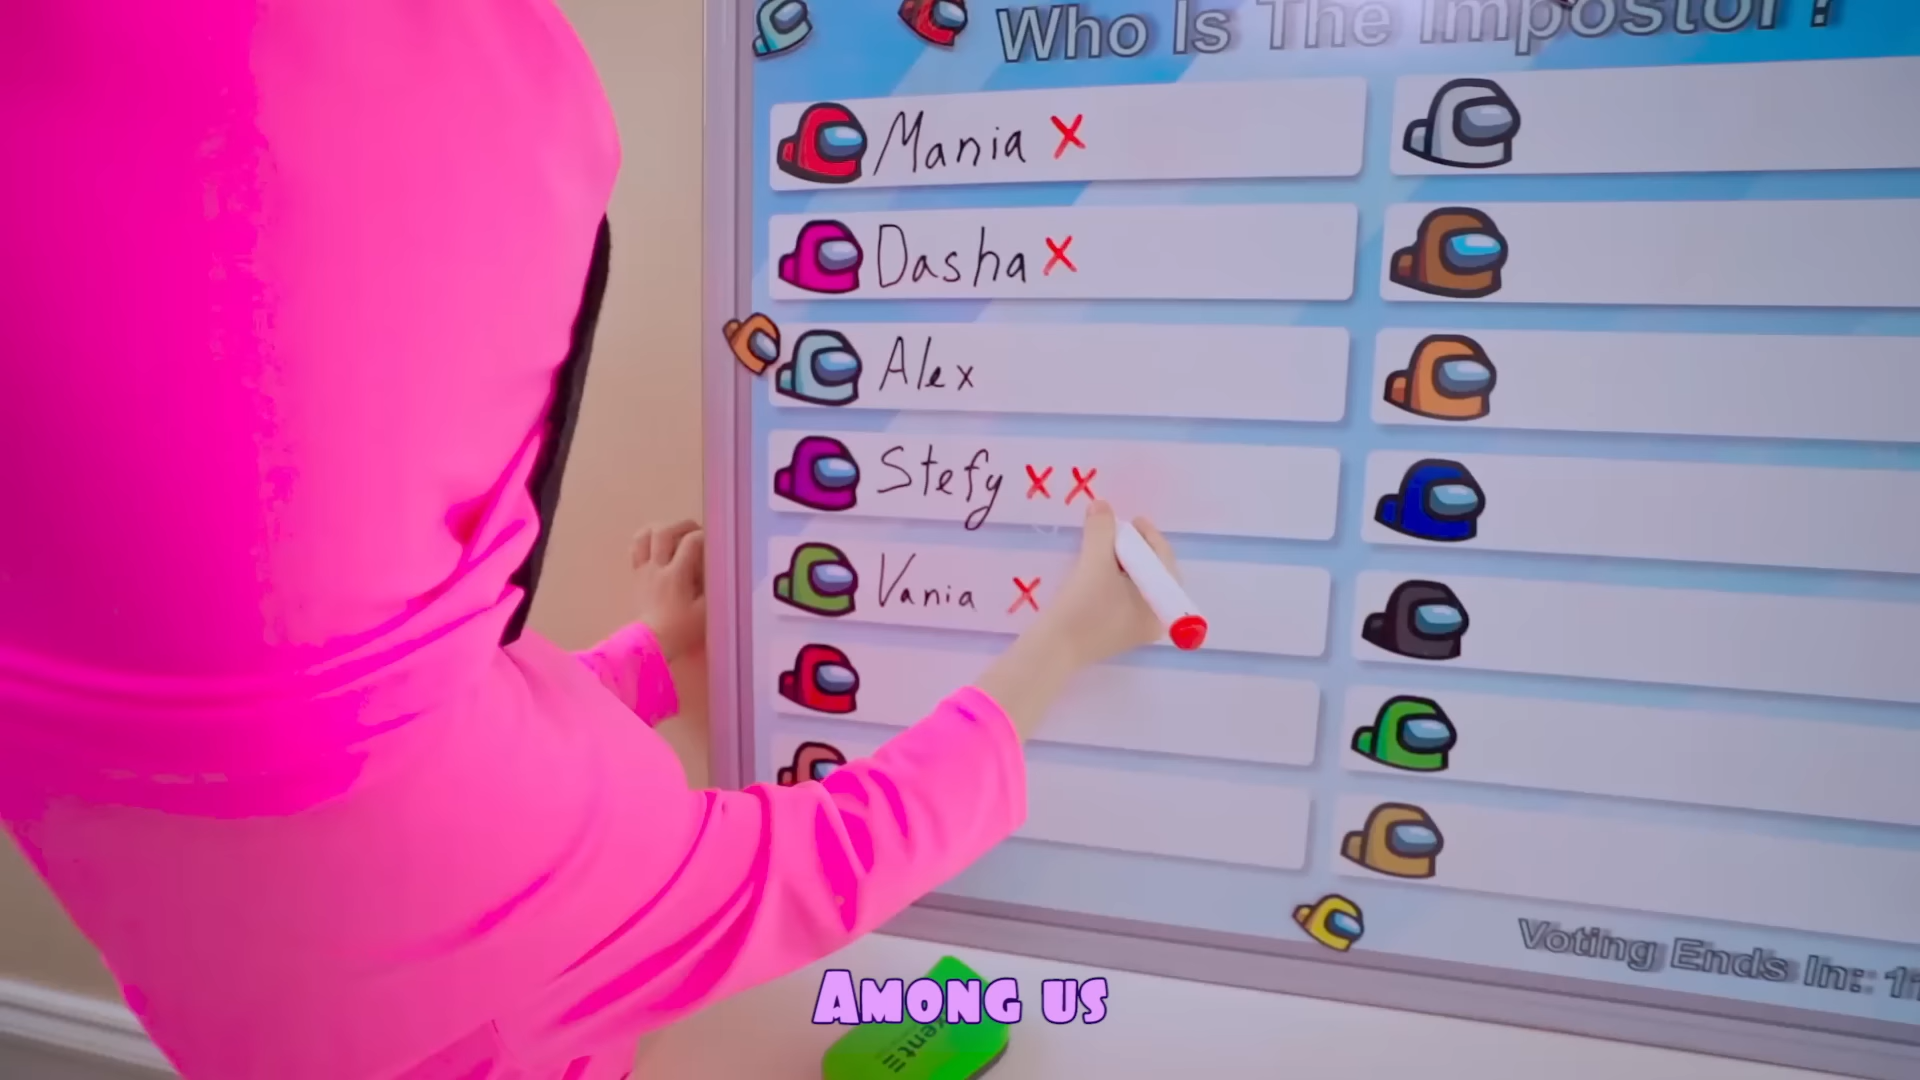 Who Is The Impostor?
Mania X
Dasha X
Alex
Stefy X X
Vania X
Voting Ends In:
Among us